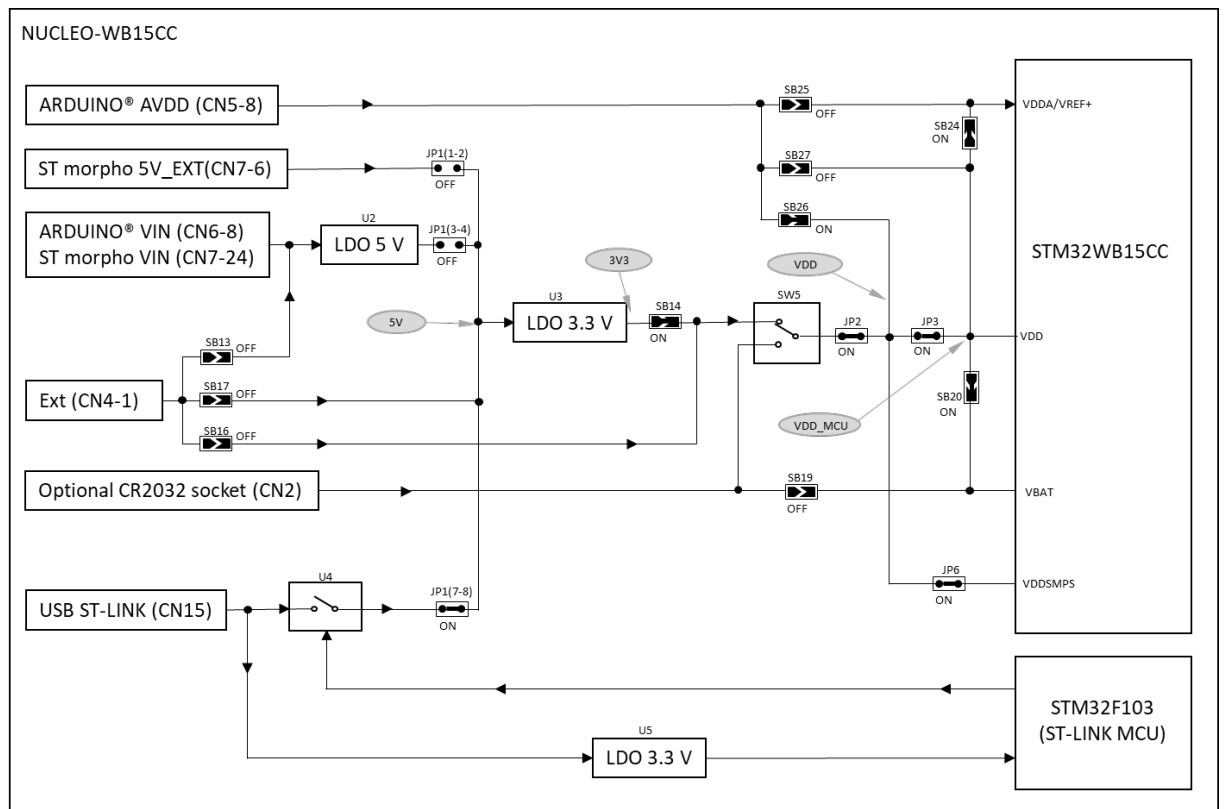 NUCLEO-WB15CC
ARDUINO® AVDD (CN5-8)
SB25
OFF
VDDA/VREF+
SB24
ON
ST morpho 5V_EXT(CN7-6)
JP1(1-2)
OFF
SB27
OFF
ARDUINO® VIN (CN6-8)
ST morpho VIN (CN7-24)
U2
LDO 5 V
JP1(3-4)
OFF
SB26
ON
STM32WB15CC
3V3
VDD
5V
U3
LDO 3.3 V
SB14
ON
SW5
JP2
ON
JP3
ON
VDD
SB13
OFF
Ext (CN4-1)
SB17
OFF
SB16
OFF
SB20
ON
VDD_MCU
Optional CR2032 socket (CN2)
SB19
OFF
VBAT
JP6
ON
VDDSMPS
USB ST-LINK (CN15)
U4
JP1(7-8)
ON
U5
LDO 3.3 V
STM32F103
(ST-LINK MCU)